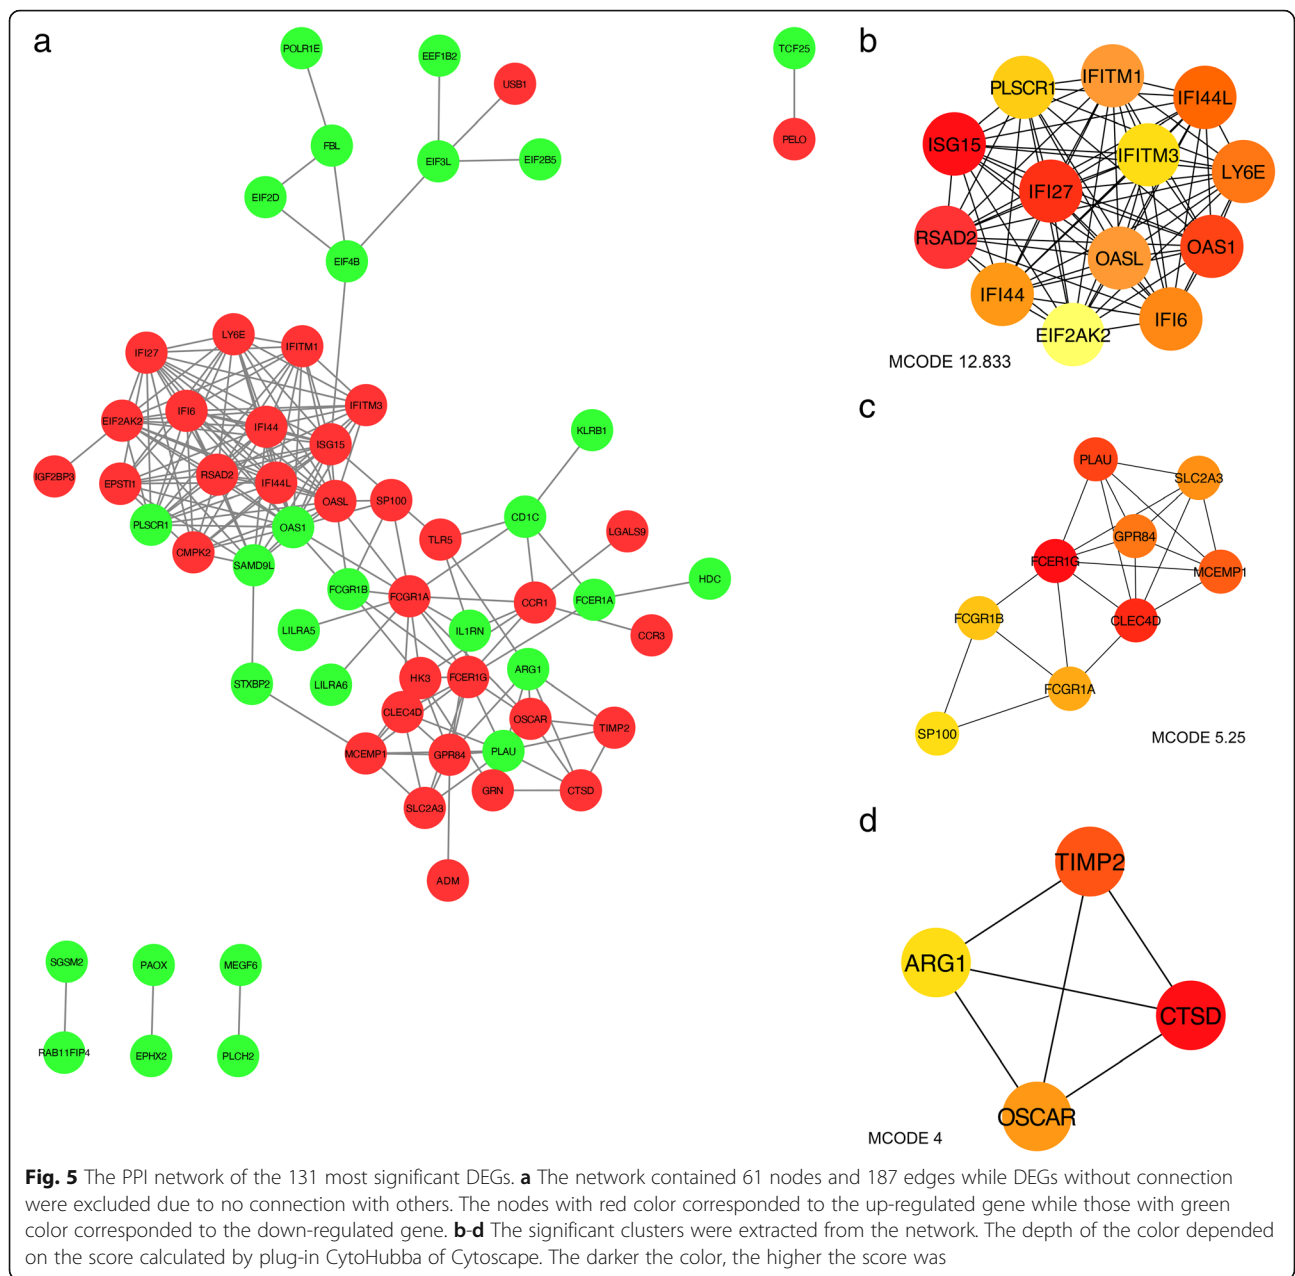 a
POLR1E
EEF1B2
USB1
TCF25
FBL
EIF3L
EIF2B5
PELO
EIF2D
EIF4B
LY6E
IFI27
IFITM1
IFI6
IFITM3
EIF2AK2
IFI44
ISG15
KLRB1
IGF2BP3
EPSTI1
RSAD2
IFI44L
OASL
SP100
PLSCR1
OAS1
CD1C
LGALS9
CMPK2
TLR5
SAMD9L
FCGR1B
FCGR1A
CCR1
FCER1A
HDC
LILRA5
IL1RN
CCR3
STXBP2
LILRA6
HK3
FCER1G
ARG1
CLEC4D
OSCAR
TIMP2
MCEMP1
GPR84
PLAU
SLC2A3
GRN
CTSD
ADM
SGSM2
PAOX
MEGF6
RAB11FIP4
EPHX2
PLCH2
b
PLSCR1
IFITM1
IFI44L
ISG15
IFITM3
LY6E
IFI27
RSAD2
OASL
OAS1
IFI44
EIF2AK2
IFI6
MCODE 12.833
c
PLAU
SLC2A3
GPR84
FCER1G
MCEMP1
FCGR1B
CLEC4D
FCGR1A
SP100
MCODE 5.25
d
TIMP2
ARG1
CTSD
OSCAR
MCODE 4
Fig. 5 The PPI network of the 131 most significant DEGs. a The network contained 61 nodes and 187 edges while DEGs without connection
were excluded due to no connection with others. The nodes with red color corresponded to the up-regulated gene while those with green
color corresponded to the down-regulated gene. b-d The significant clusters were extracted from the network. The depth of the color depended
on the score calculated by plug-in CytoHubba of Cytoscape. The darker the color, the higher the score was